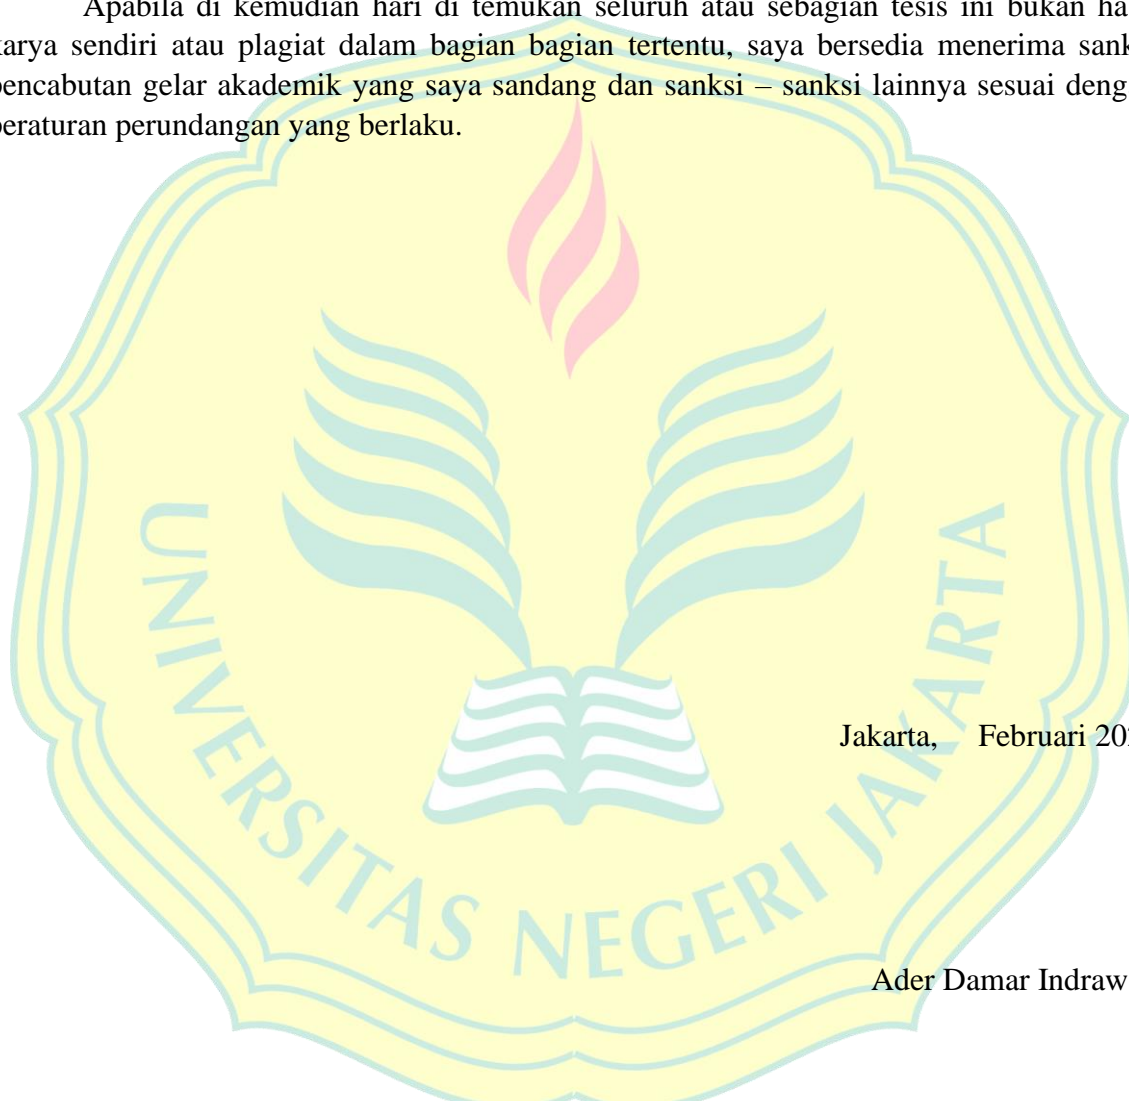 Apabila di kemudian hari di temukan seluruh atau sebagian tesis ini bukan ha
karya sendiri atau plagiat dalam bagian bagian tertentu, saya bersedia menerima sank
pencabutan gelar akademik yang saya sandang dan sanksi – sanksi lainnya sesuai deng
peraturan perundangan yang berlaku.
UNIVERSITAS NEGERI JAKARTA
Jakarta, Februari 202
Ader Damar Indraw